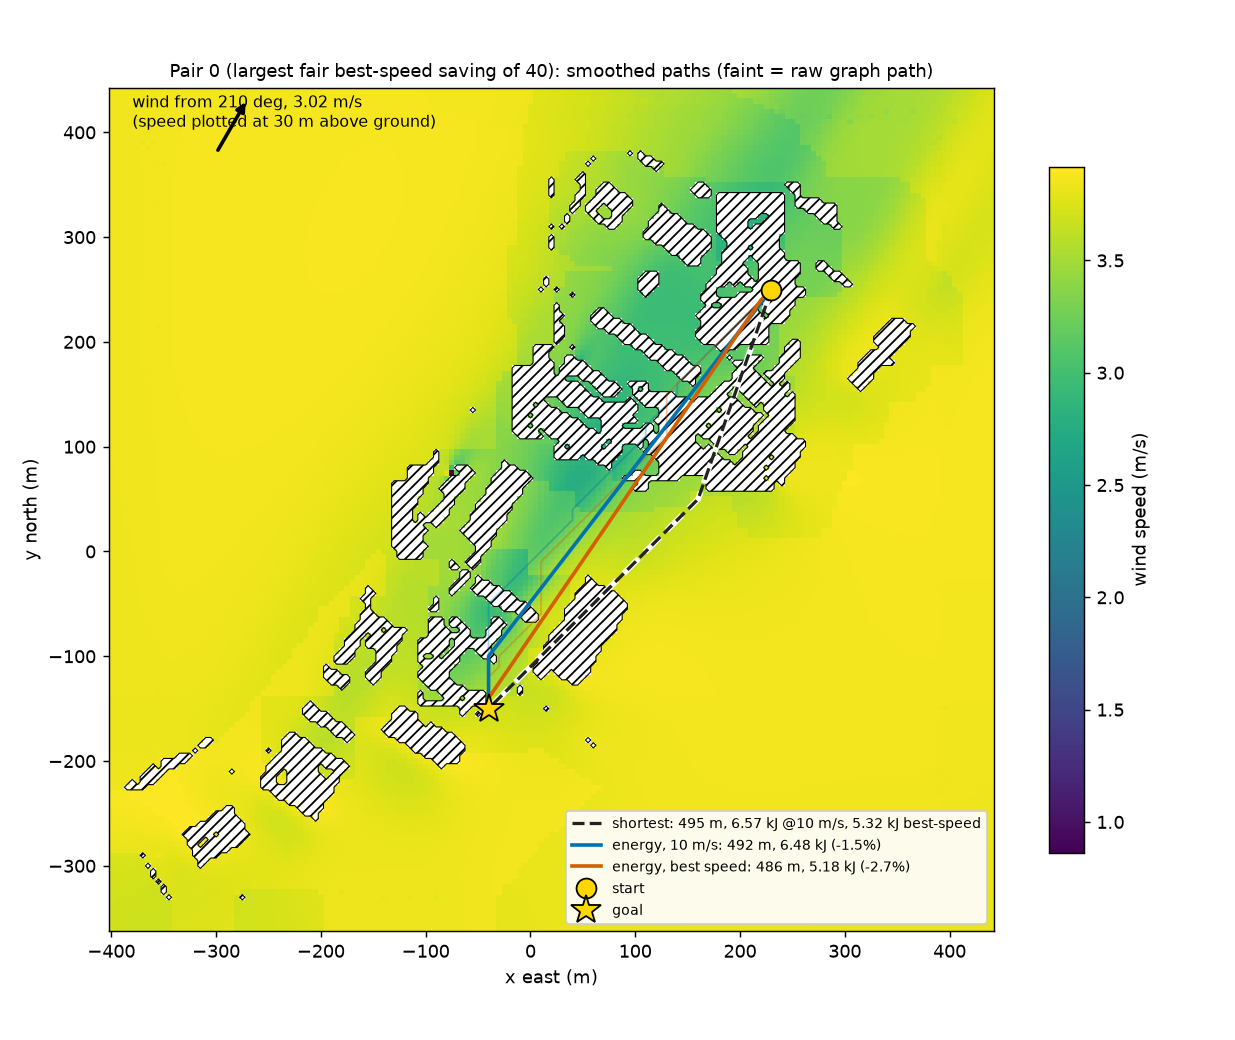 Pair 0 (largest fair best-speed saving of 40): smoothed paths (faint = raw graph path)
wind from 210 deg, 3.02 m/s
(speed plotted at 30 m above ground)
400
300
200
100
0
−100
−200
−300
y north (m)
−400
−300
−200
−100
0
100
200
300
400
x east (m)
shortest: 495 m, 6.57 kJ @10 m/s, 5.32 kJ best-speed
energy, 10 m/s: 492 m, 6.48 kJ (-1.5%)
energy, best speed: 486 m, 5.18 kJ (-2.7%)
start
goal
3.5
3.0
2.5
2.0
1.5
1.0
wind speed (m/s)